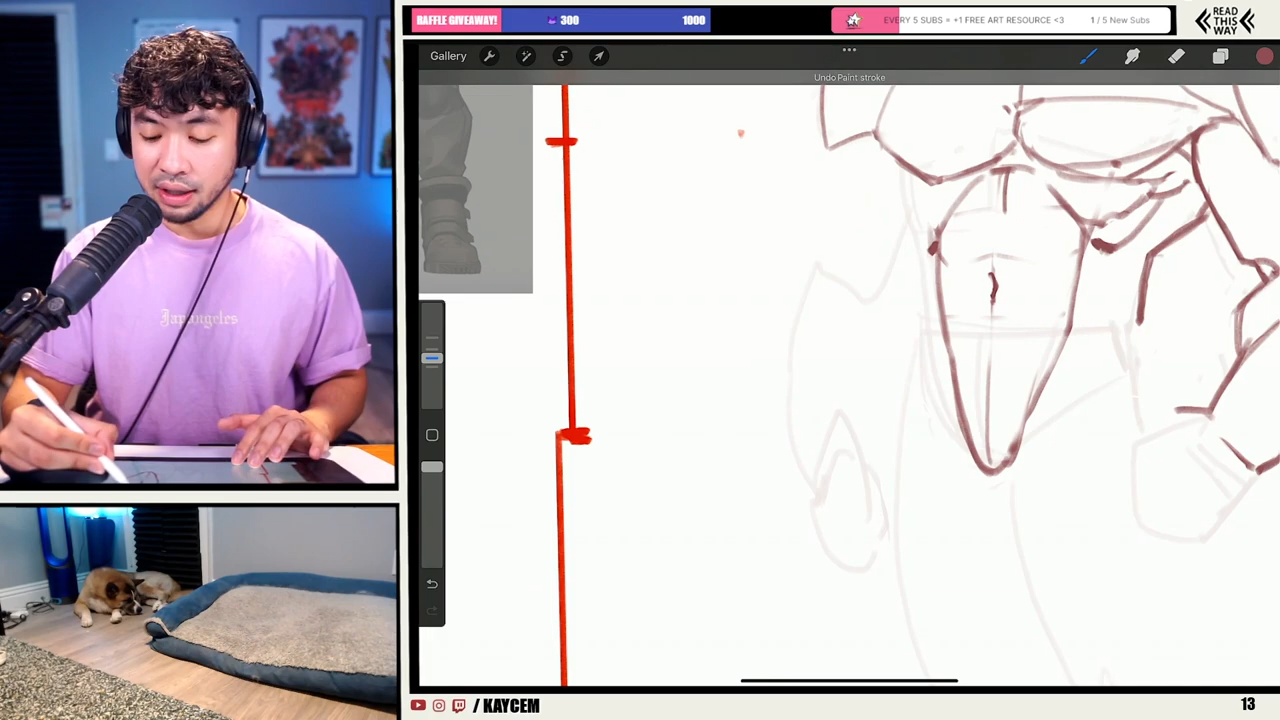 RAFFLE GIVEAWAY! 300 1000
EVERY 5 SUBS = +1 FREE ART RESOURCE <3 1 / 5 New Subs
READ
THIS
WAY
Gallery
Undo Paint stroke
Japangeles
/ KAYCEM
13